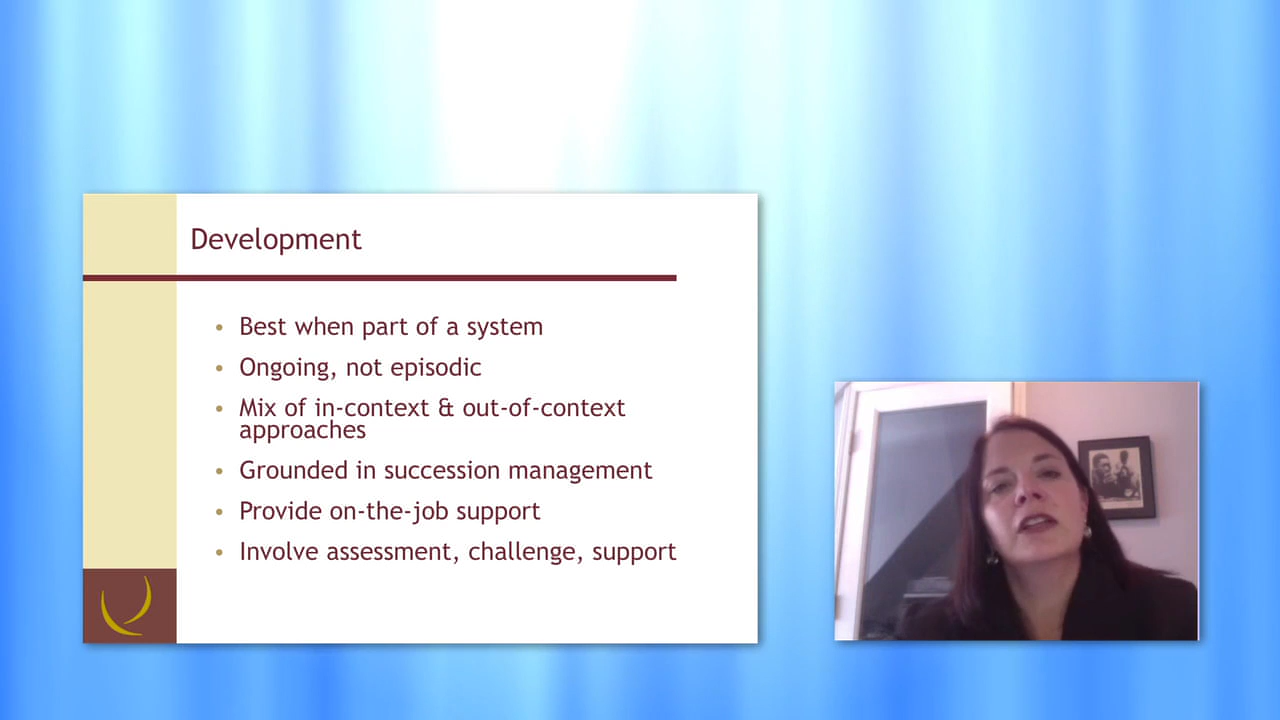 Development
• Best when part of a system
• Ongoing, not episodic
• Mix of in-context & out-of-context
approaches
• Grounded in succession management
• Provide on-the-job support
• Involve assessment, challenge, support